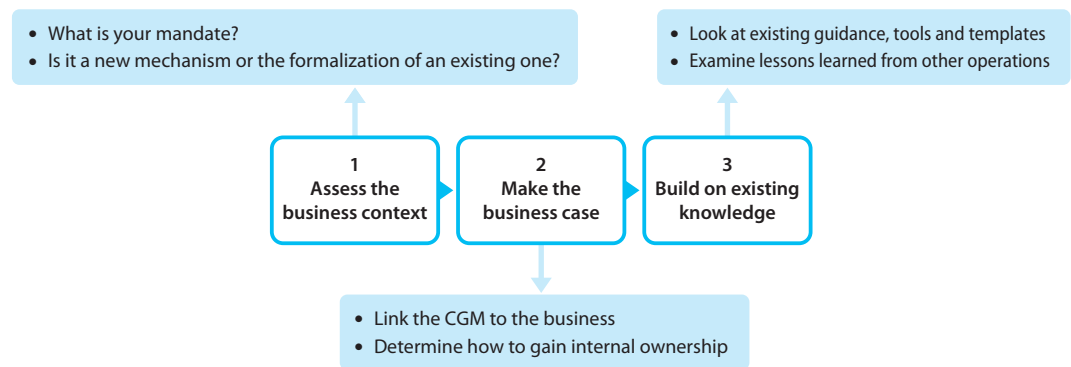 • What is your mandate?
• Is it a new mechanism or the formalization of an existing one?
• Look at existing guidance, tools and templates
• Examine lessons learned from other operations
1
Assess the
business context
2
Make the
business case
3
Build on existing
knowledge
• Link the CGM to the business
• Determine how to gain internal ownership